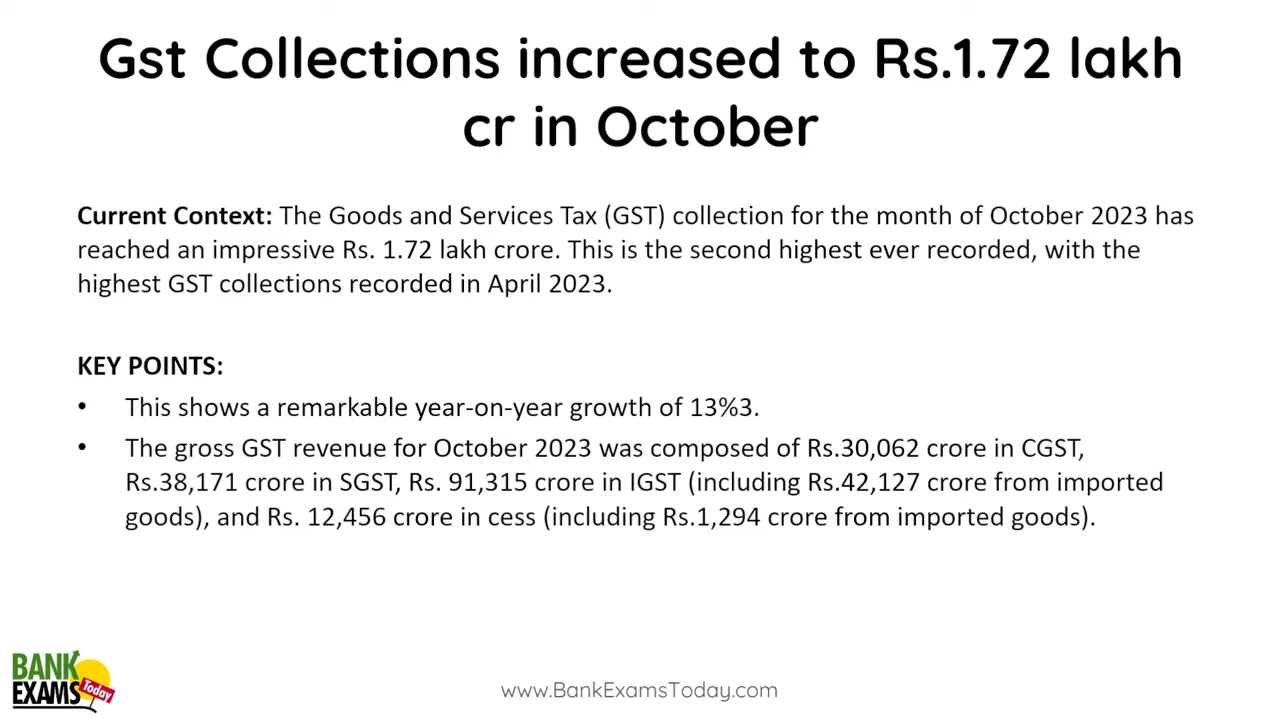 Gst Collections increased to Rs.1.72 lakh
cr in October
Current Context: The Goods and Services Tax (GST) collection for the month of October 2023 has
reached an impressive Rs. 1.72 lakh crore. This is the second highest ever recorded, with the
highest GST collections recorded in April 2023.
KEY POINTS:
• This shows a remarkable year-on-year growth of 13%3.
• The gross GST revenue for October 2023 was composed of Rs.30,062 crore in CGST,
Rs.38,171 crore in SGST, Rs. 91,315 crore in IGST (including Rs.42,127 crore from imported
goods), and Rs. 12,456 crore in cess (including Rs.1,294 crore from imported goods).
BANK
EXAMS Today
www.BankExamsToday.com